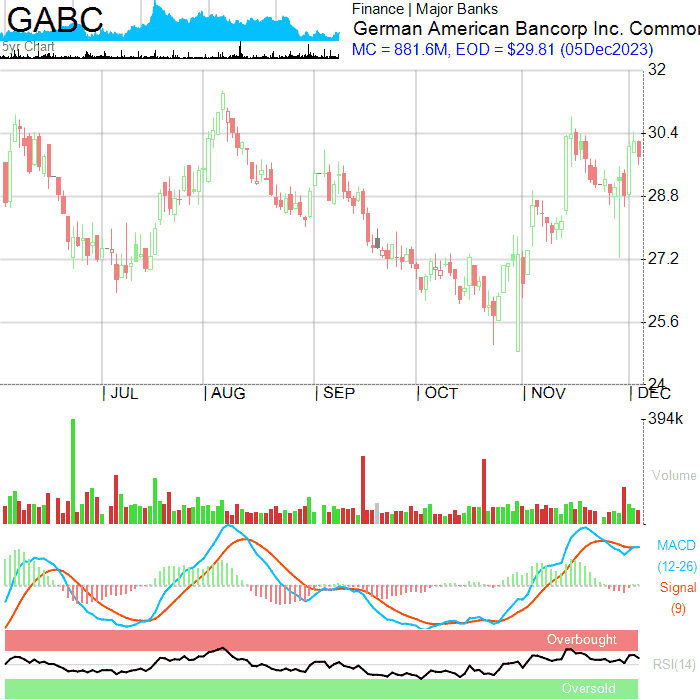 GABC
5yr Chart
Finance | Major Banks
German American Bancorp Inc. Common
MC = 881.6M, EOD = $29.81 (05Dec2023)
32
30.4
28.8
27.2
25.6
24
| JUL | AUG | SEP | OCT | NOV | DEC
394k
Volume
MACD
(12-26)
Signal
(9)
Overbought
RSI(14)
Oversold